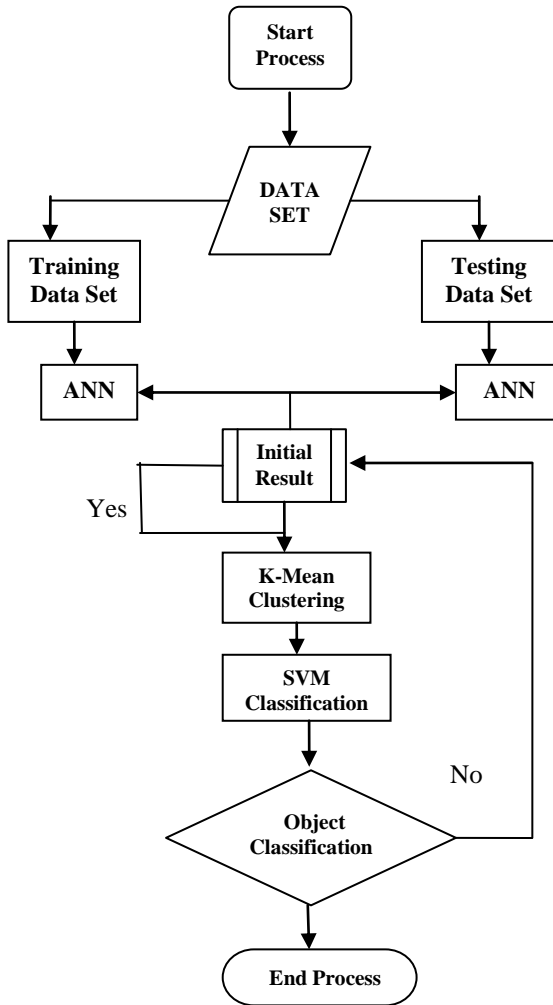 Start
Process
DATA
SET
Training
Data Set
Testing
Data Set
ANN
ANN
Initial
Result
Yes
K-Mean
Clustering
SVM
Classification
No
Object
Classification
End Process